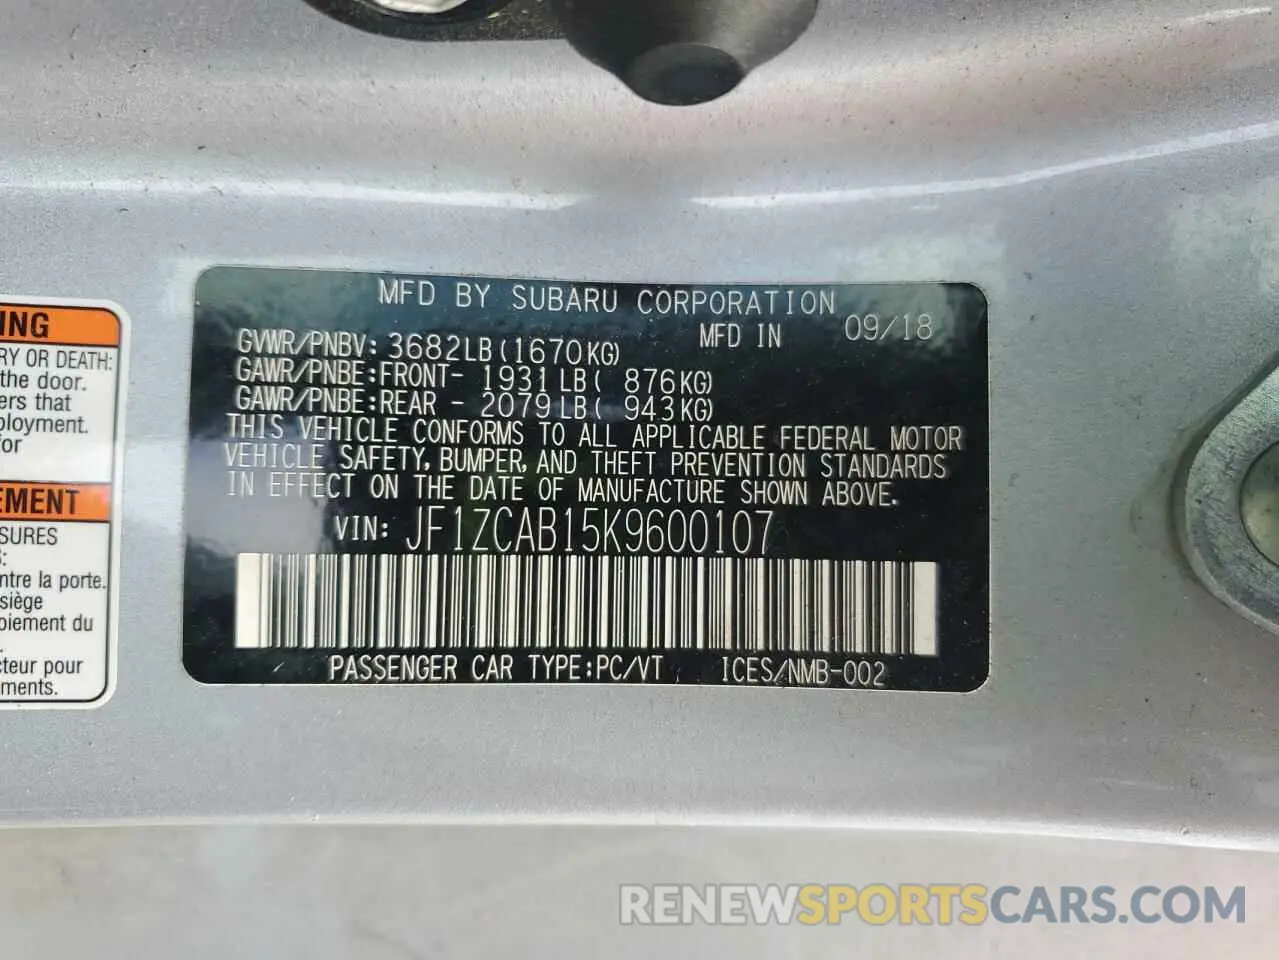 MFD BY SUBARU CORPORATION
MFD IN 09/18
GVWR/PNBV: 3682LB(1670KG)
GAWR/PNBE:FRONT- 1931LB( 876KG)
GAWR/PNBE:REAR - 2079LB( 943KG)
THIS VEHICLE CONFORMS TO ALL APPLICABLE FEDERAL MOTOR
VEHICLE SAFETY, BUMPER, AND THEFT PREVENTION STANDARDS
IN EFFECT ON THE DATE OF MANUFACTURE SHOWN ABOVE.
VIN: JF1ZCAB15K9600107
PASSENGER CAR TYPE:PC/VT ICES/NMB-002
NG
RY OR DEATH:
the door.
ers that
ployment.
for
EMENT
SURES
S:
ntre la porte.
siège
oiement du
.
cteur pour
ments.
RENEWSPORTSCARS.COM